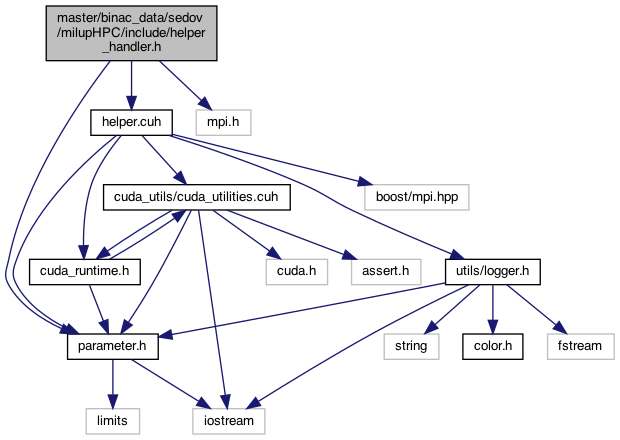 master/binac_data/sedov
/milupHPC/include/helper
_handler.h
helper.cuh
mpi.h
cuda_utils/cuda_utilities.cuh
boost/mpi.hpp
cuda_runtime.h
cuda.h
assert.h
utils/logger.h
parameter.h
string
color.h
fstream
limits
iostream